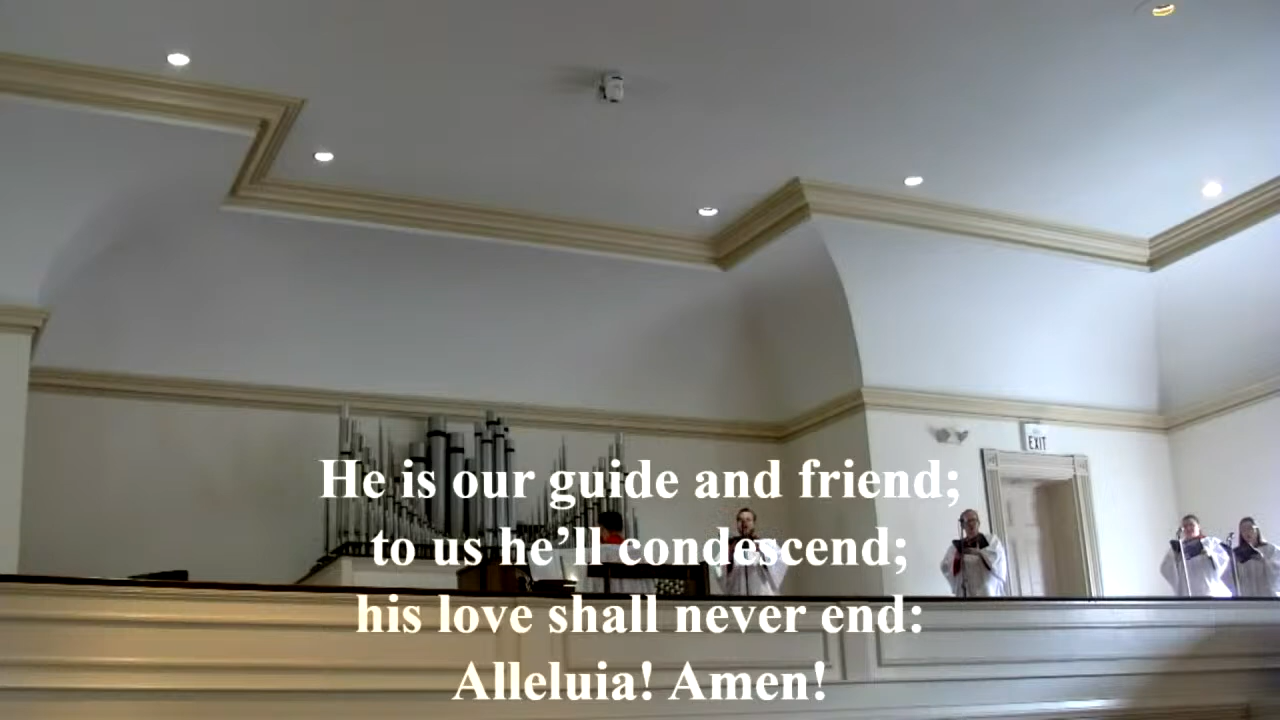 EXIT
He is our guide and friend;
to us he’ll condescend;
his love shall never end:
Alleluia! Amen!